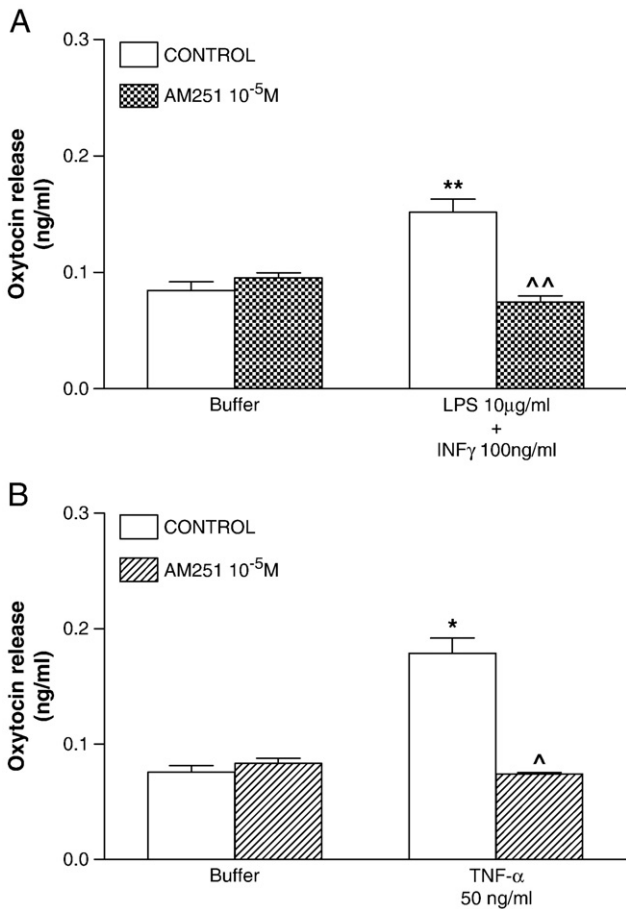 A
0.3
CONTROL
AM251 10⁻⁵M
0.2
**
Oxytocin release
(ng/ml)
0.1
^^
0.0
Buffer
LPS 10μg/ml
+
INFγ 100ng/ml
B
0.3
CONTROL
AM251 10⁻⁵M
0.2
*
Oxytocin release
(ng/ml)
0.1
^
0.0
Buffer
TNF-α
50 ng/ml